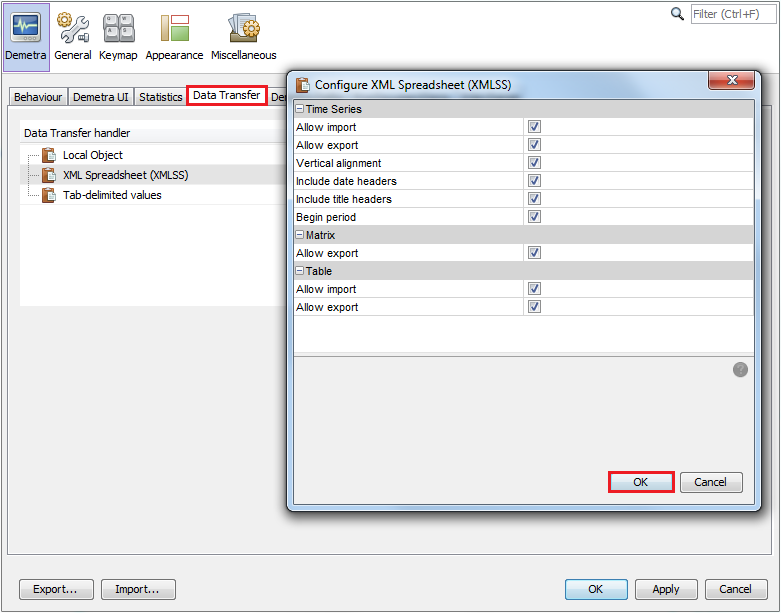 Filter (Ctrl+F)
Demetra General Keymap Appearance Miscellaneous
Behaviour Demetra UI Statistics Data Transfer
Data Transfer handler
Local Object
XML Spreadsheet (XMLSS)
Tab-delimited values
Configure XML Spreadsheet (XMLSS)
Time Series
Allow import
Allow export
Vertical alignment
Include date headers
Include title headers
Begin period
Matrix
Allow export
Table
Allow import
Allow export
?
OK Cancel
Export... Import... OK Apply Cancel